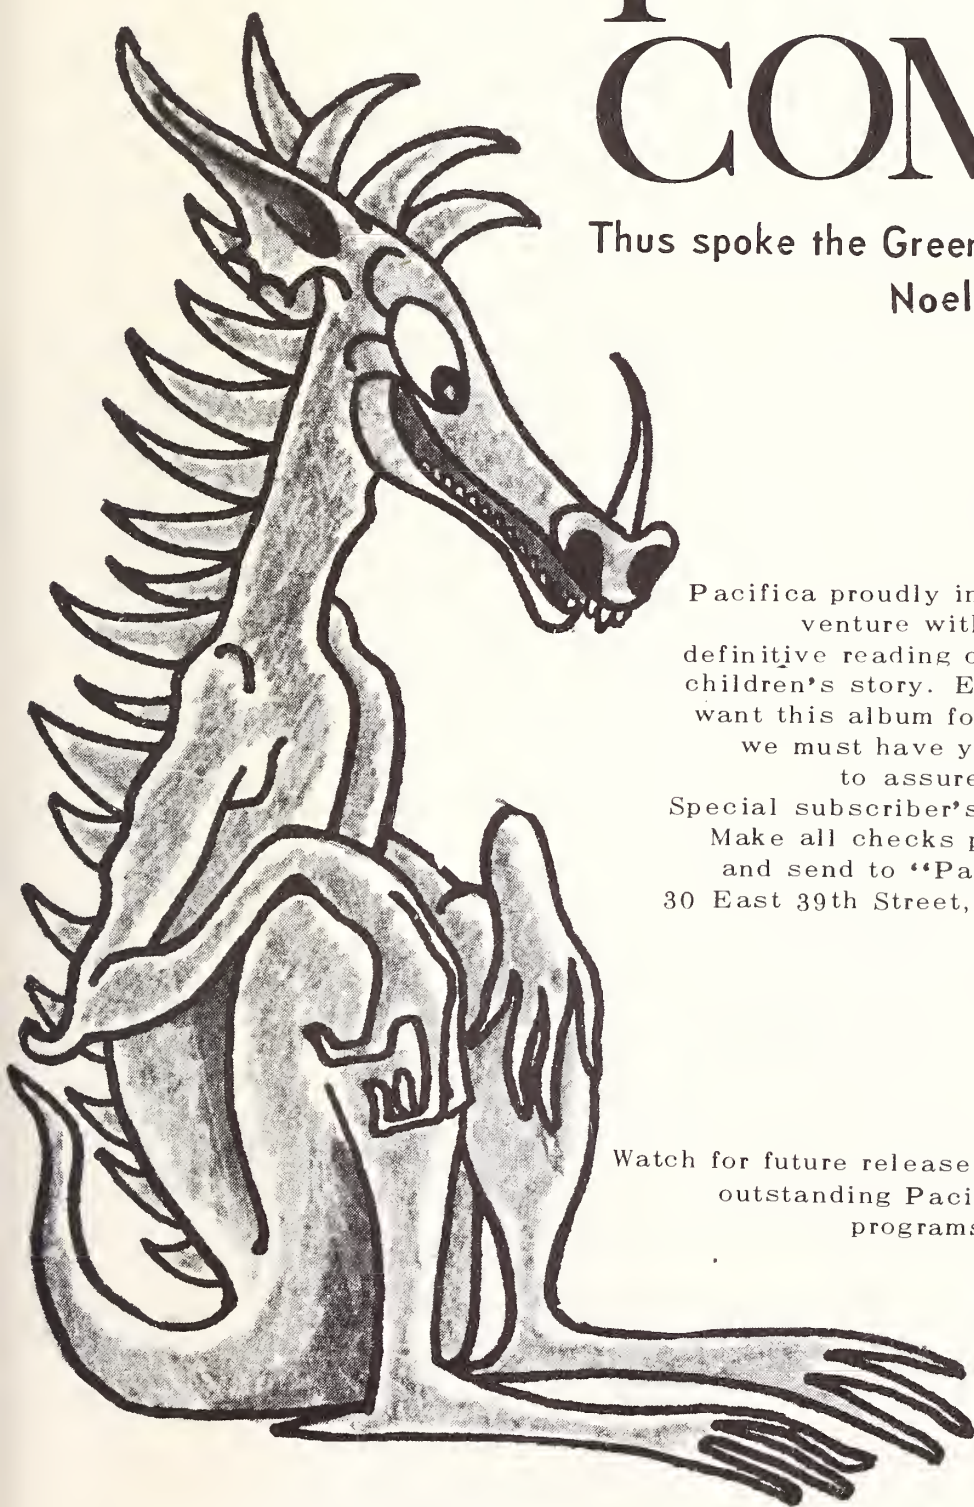 CON
Thus spoke the Green
Noel
Pacifica proudly in
venture with
definitive reading o
children's story. E
want this album fo
we must have y
to assure
Special subscriber's
Make all checks p
and send to “Pa
30 East 39th Street,
Watch for future release
outstanding Paci
programs